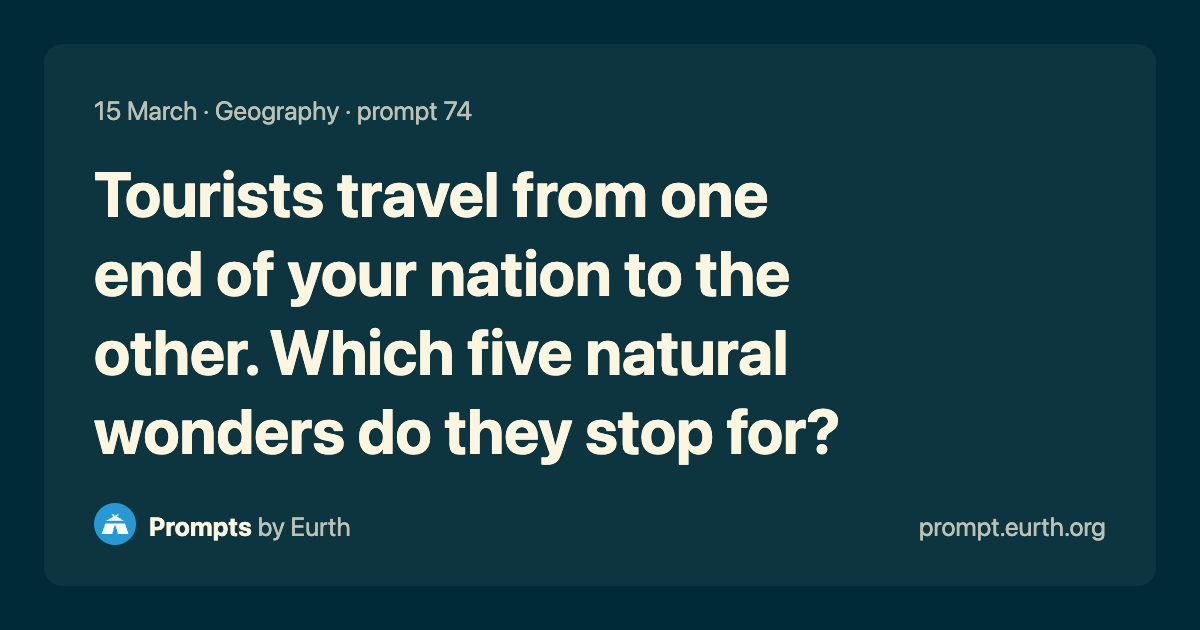 15 March · Geography · prompt 74
Tourists travel from one
end of your nation to the
other. Which five natural
wonders do they stop for?
Prompts by Eurth
prompt.eurth.org